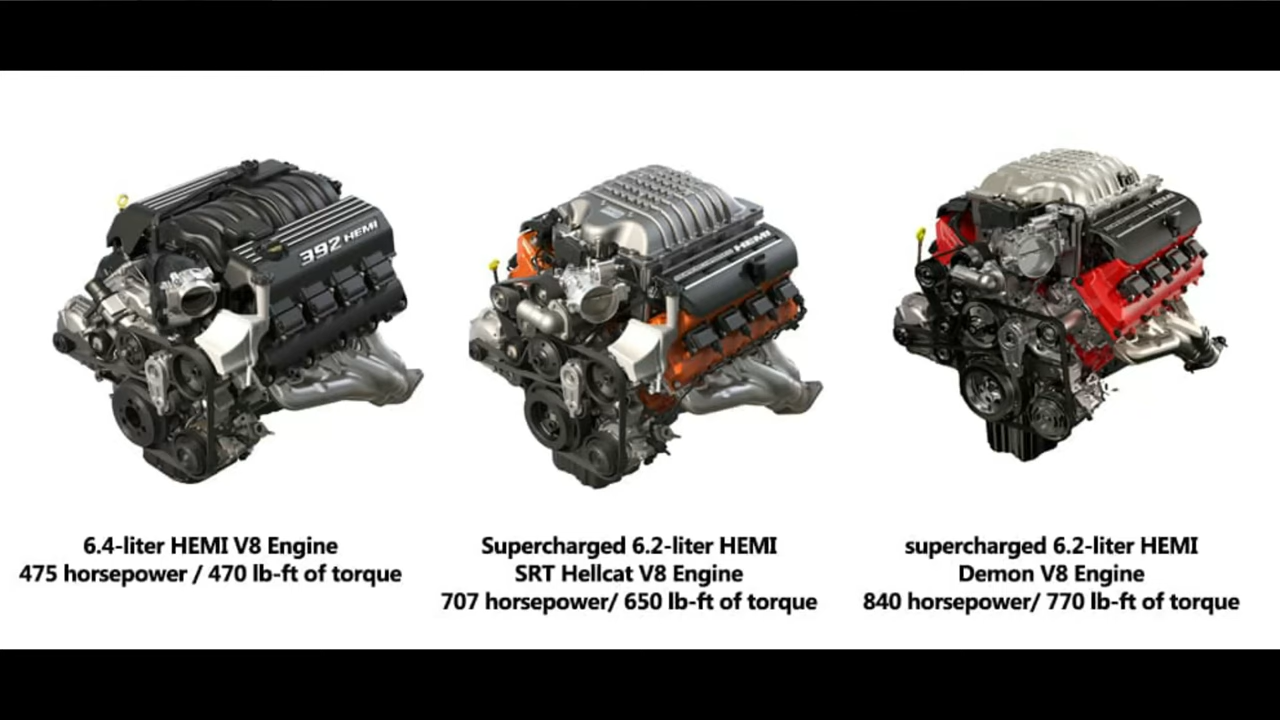 392 HEMI
HEMI
HEMI
6.4-liter HEMI V8 Engine
475 horsepower / 470 lb-ft of torque
Supercharged 6.2-liter HEMI
SRT Hellcat V8 Engine
707 horsepower/ 650 lb-ft of torque
supercharged 6.2-liter HEMI
Demon V8 Engine
840 horsepower/ 770 lb-ft of torque